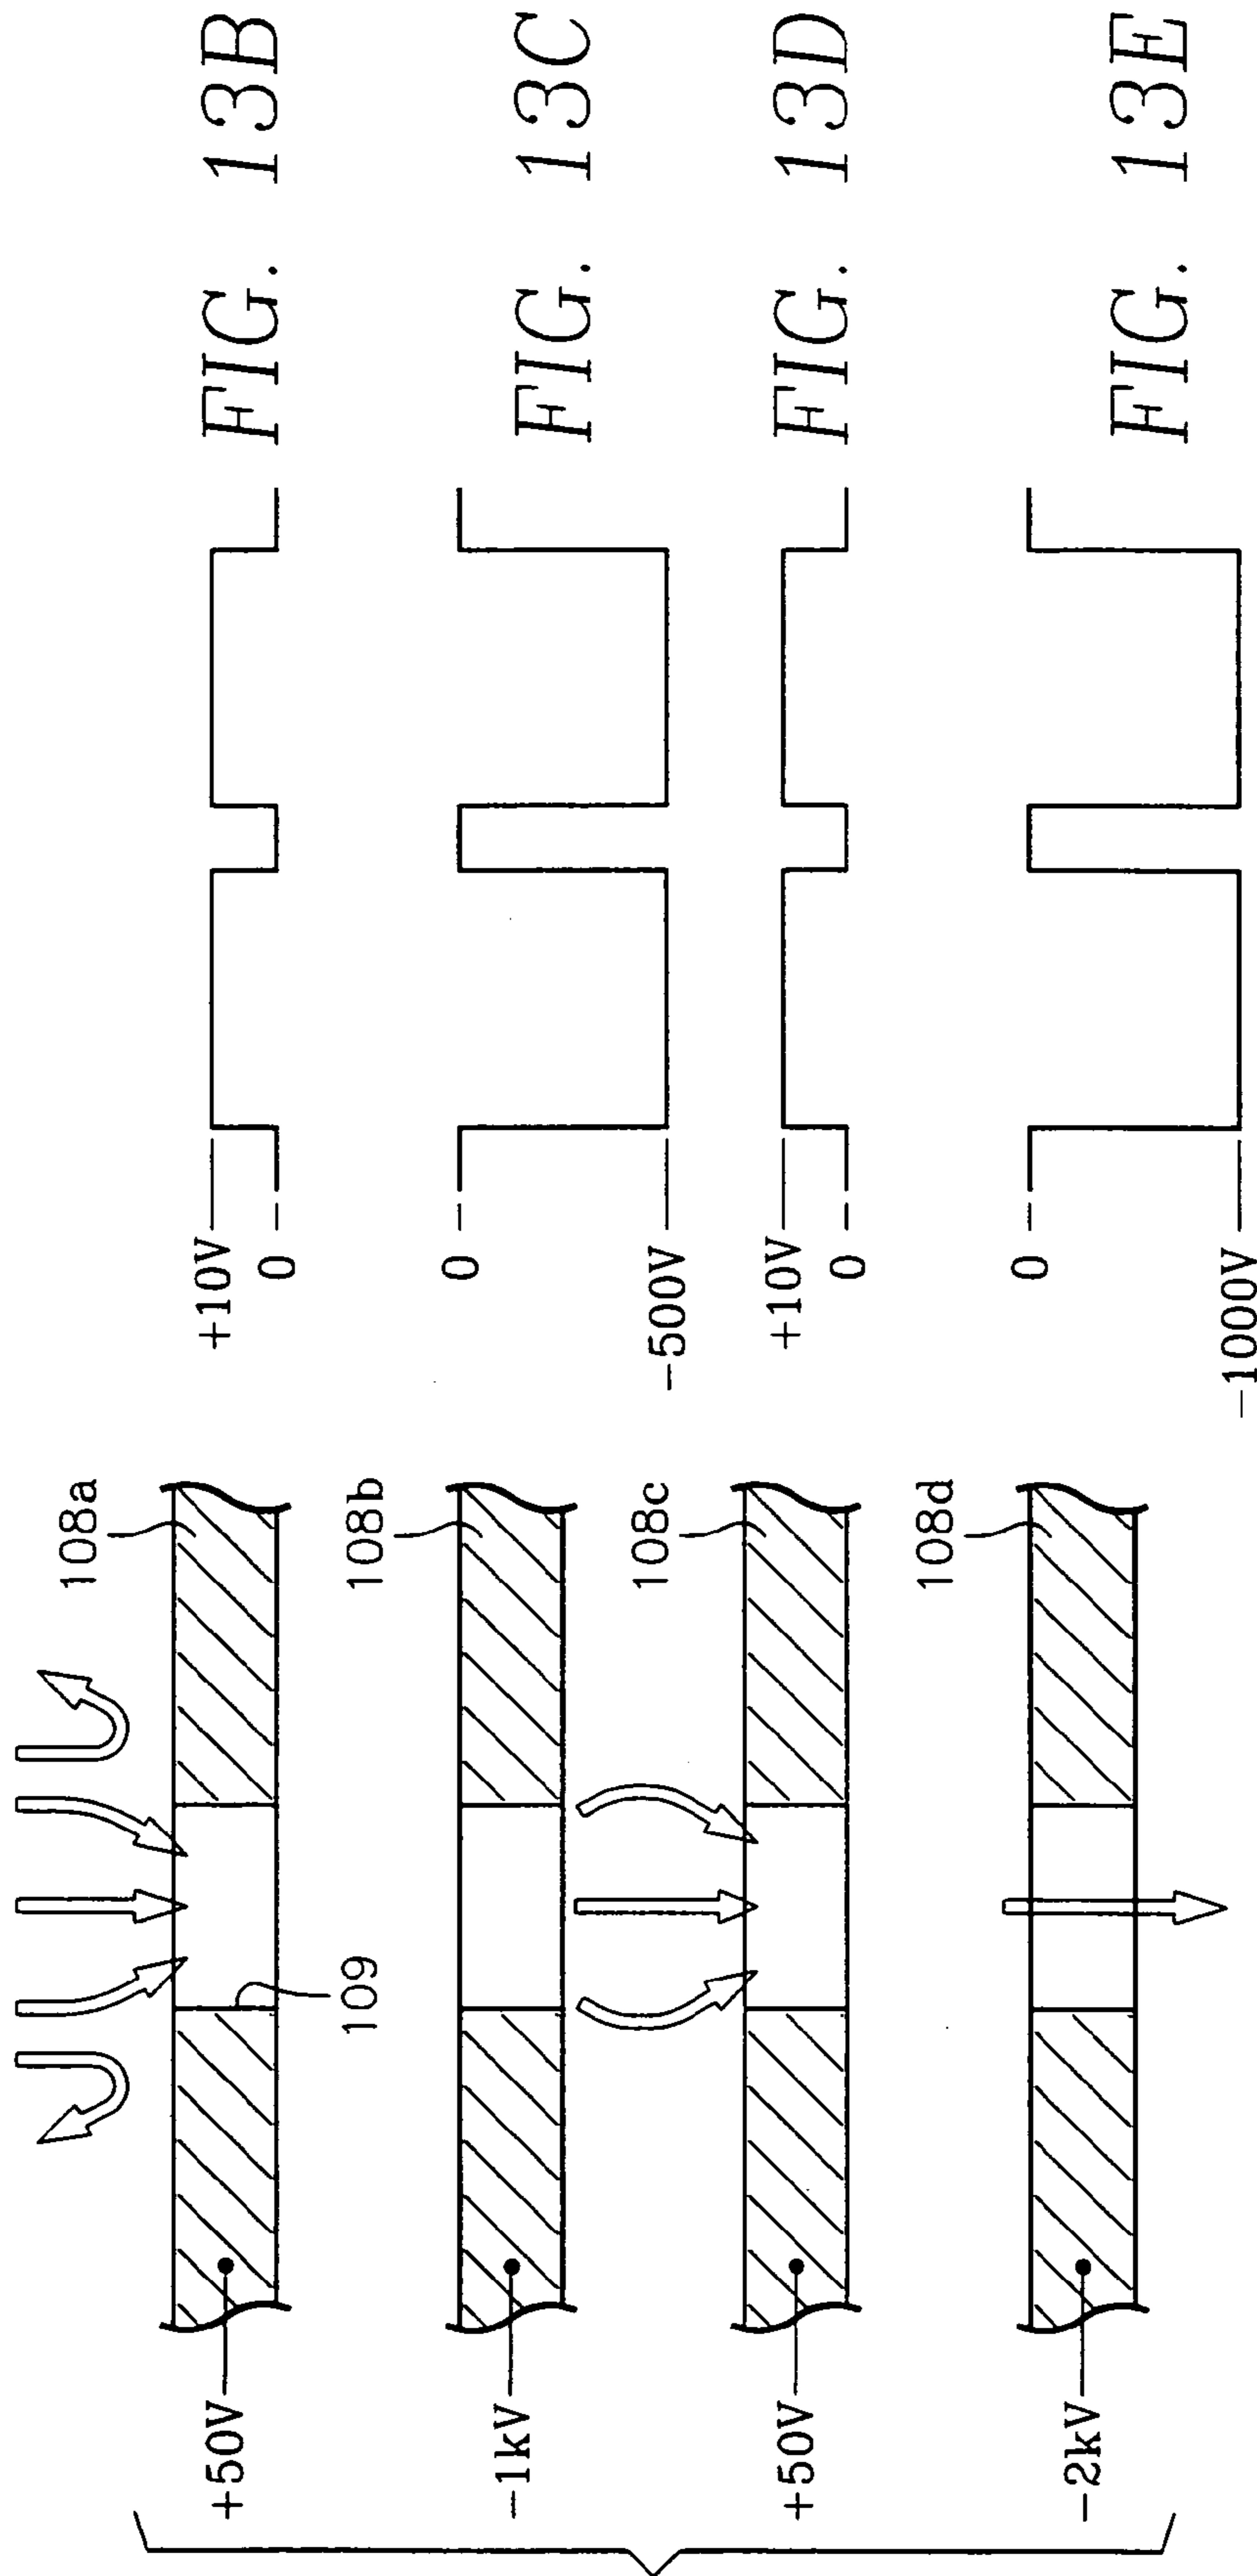 108a
+50V
109
108b
-1kV
108c
+50V
108d
-2kV
+10V
0
FIG. 13B
0
-500V
FIG. 13C
+10V
0
FIG. 13D
0
-1000V
FIG. 13E